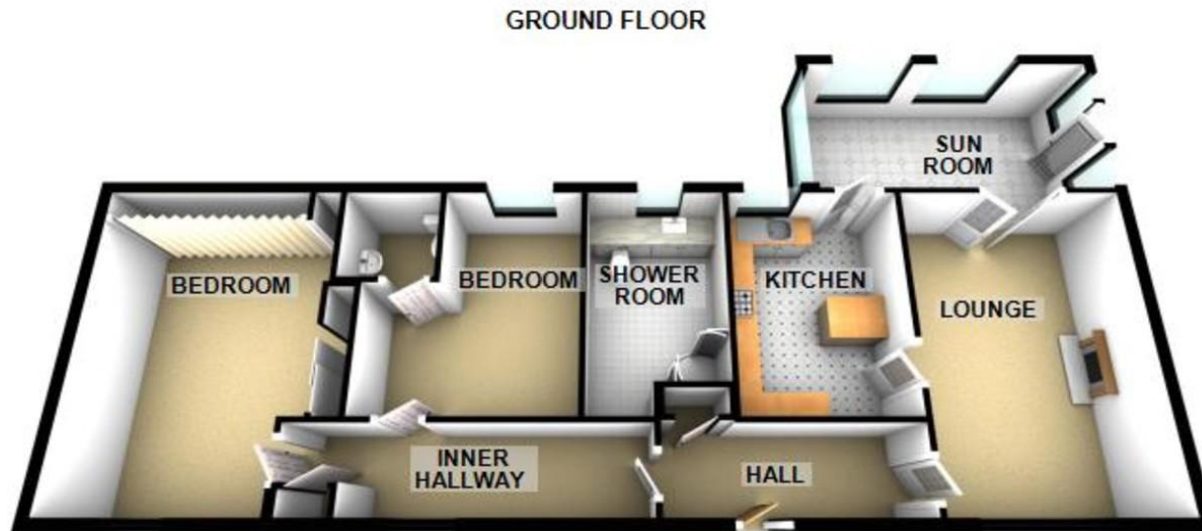 GROUND FLOOR
SUN
ROOM
BEDROOM
BEDROOM
SHOWER
ROOM
KITCHEN
LOUNGE
INNER
HALLWAY
HALL